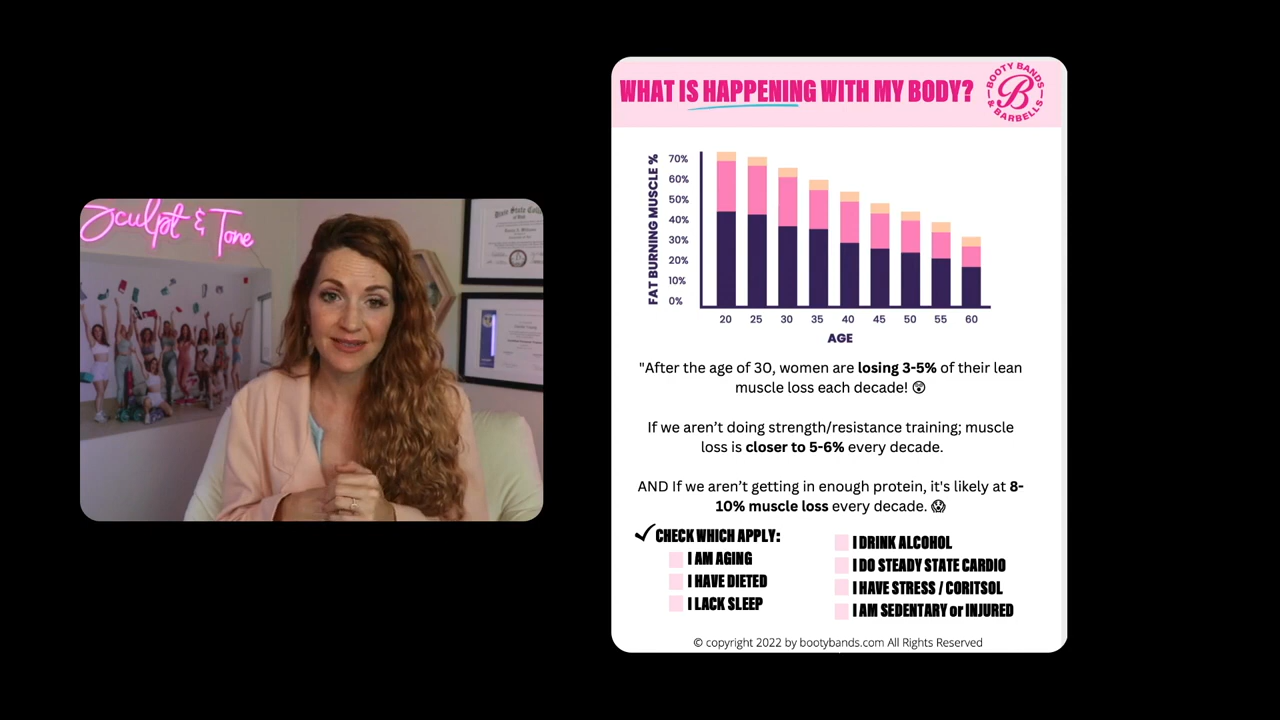 Sculpt &
Tone
WHAT IS HAPPENING WITH MY BODY?
BOOTY BANDS
B
& BARBELLS
FAT BURNING MUSCLE %
70%
60%
50%
40%
30%
20%
10%
0%
20 25 30 35 40 45 50 55 60
AGE
"After the age of 30, women are losing 3-5% of their lean
muscle loss each decade! 😲
If we aren’t doing strength/resistance training; muscle
loss is closer to 5-6% every decade.
AND If we aren’t getting in enough protein, it's likely at 8-
10% muscle loss every decade. 😱
CHECK WHICH APPLY:
I AM AGING
I HAVE DIETED
I LACK SLEEP
I DRINK ALCOHOL
I DO STEADY STATE CARDIO
I HAVE STRESS / CORITSOL
I AM SEDENTARY or INJURED
© copyright 2022 by bootybands.com All Rights Reserved